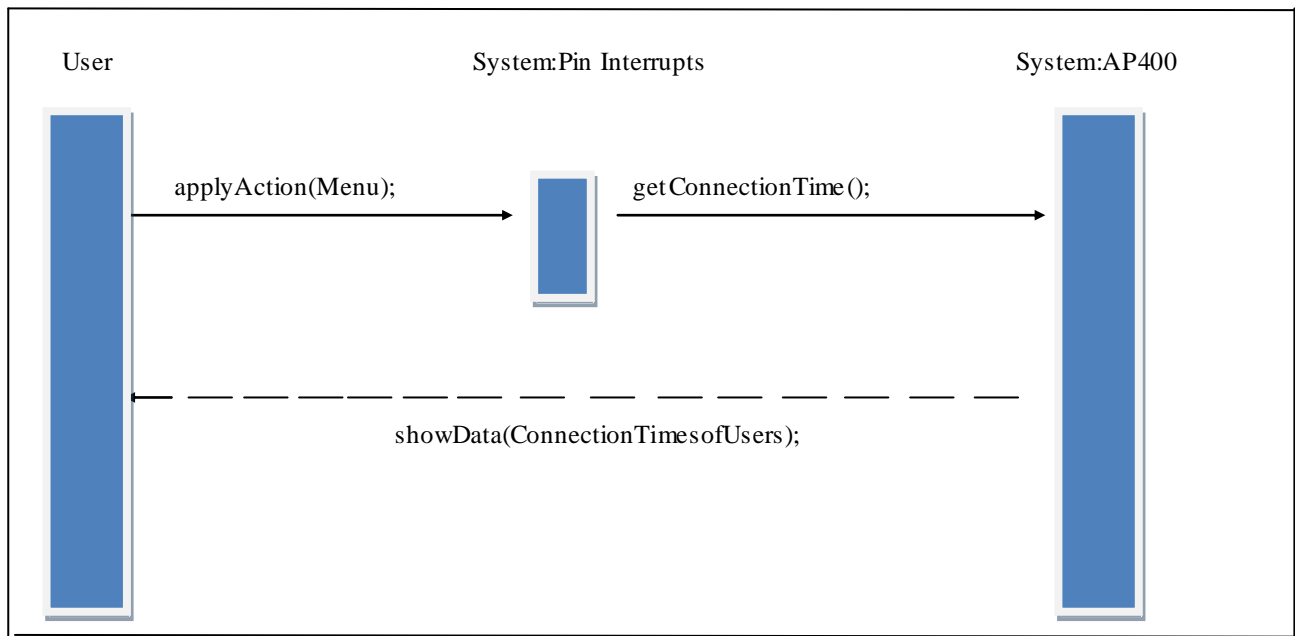 User
System:Pin Interrupts
System:AP400
applyAction(Menu);
getConnectionTime();
showData(ConnectionTimesofUsers);